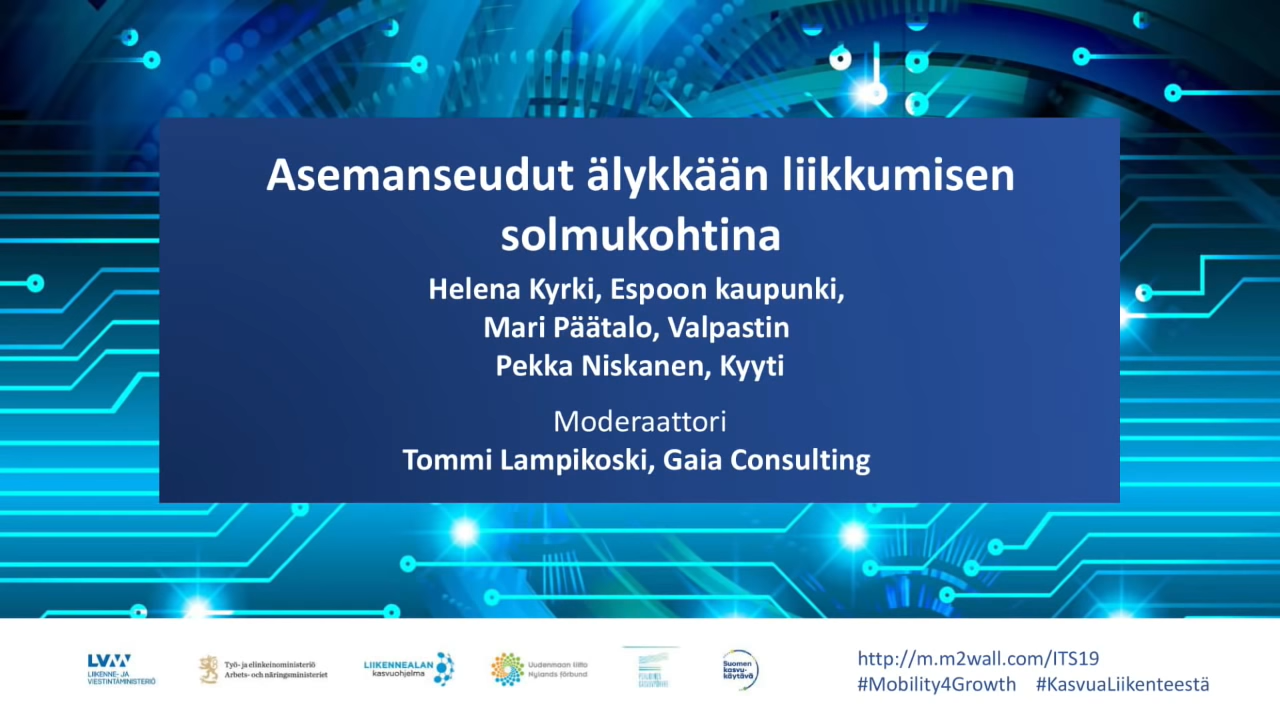 Asemanseudut älykkään liikkumisen
solmukohtina
Helena Kyrki, Espoon kaupunki,
Mari Päätalo, Valpastin
Pekka Niskanen, Kyyti
Moderaattori
Tommi Lampikoski, Gaia Consulting
LVM
LIIKENNE- JA
VIESTINTÄMINISTERIÖ
Työ- ja elinkeinoministeriö
Arbets- och näringsministeriet
LIIKENNEALAN
kasvuohjelma
Uudenmaan liitto
Nylands förbund
Suomen
kasvu-
käytävä
http://m.m2wall.com/ITS19
#Mobility4Growth #KasvuaLiikenteestä